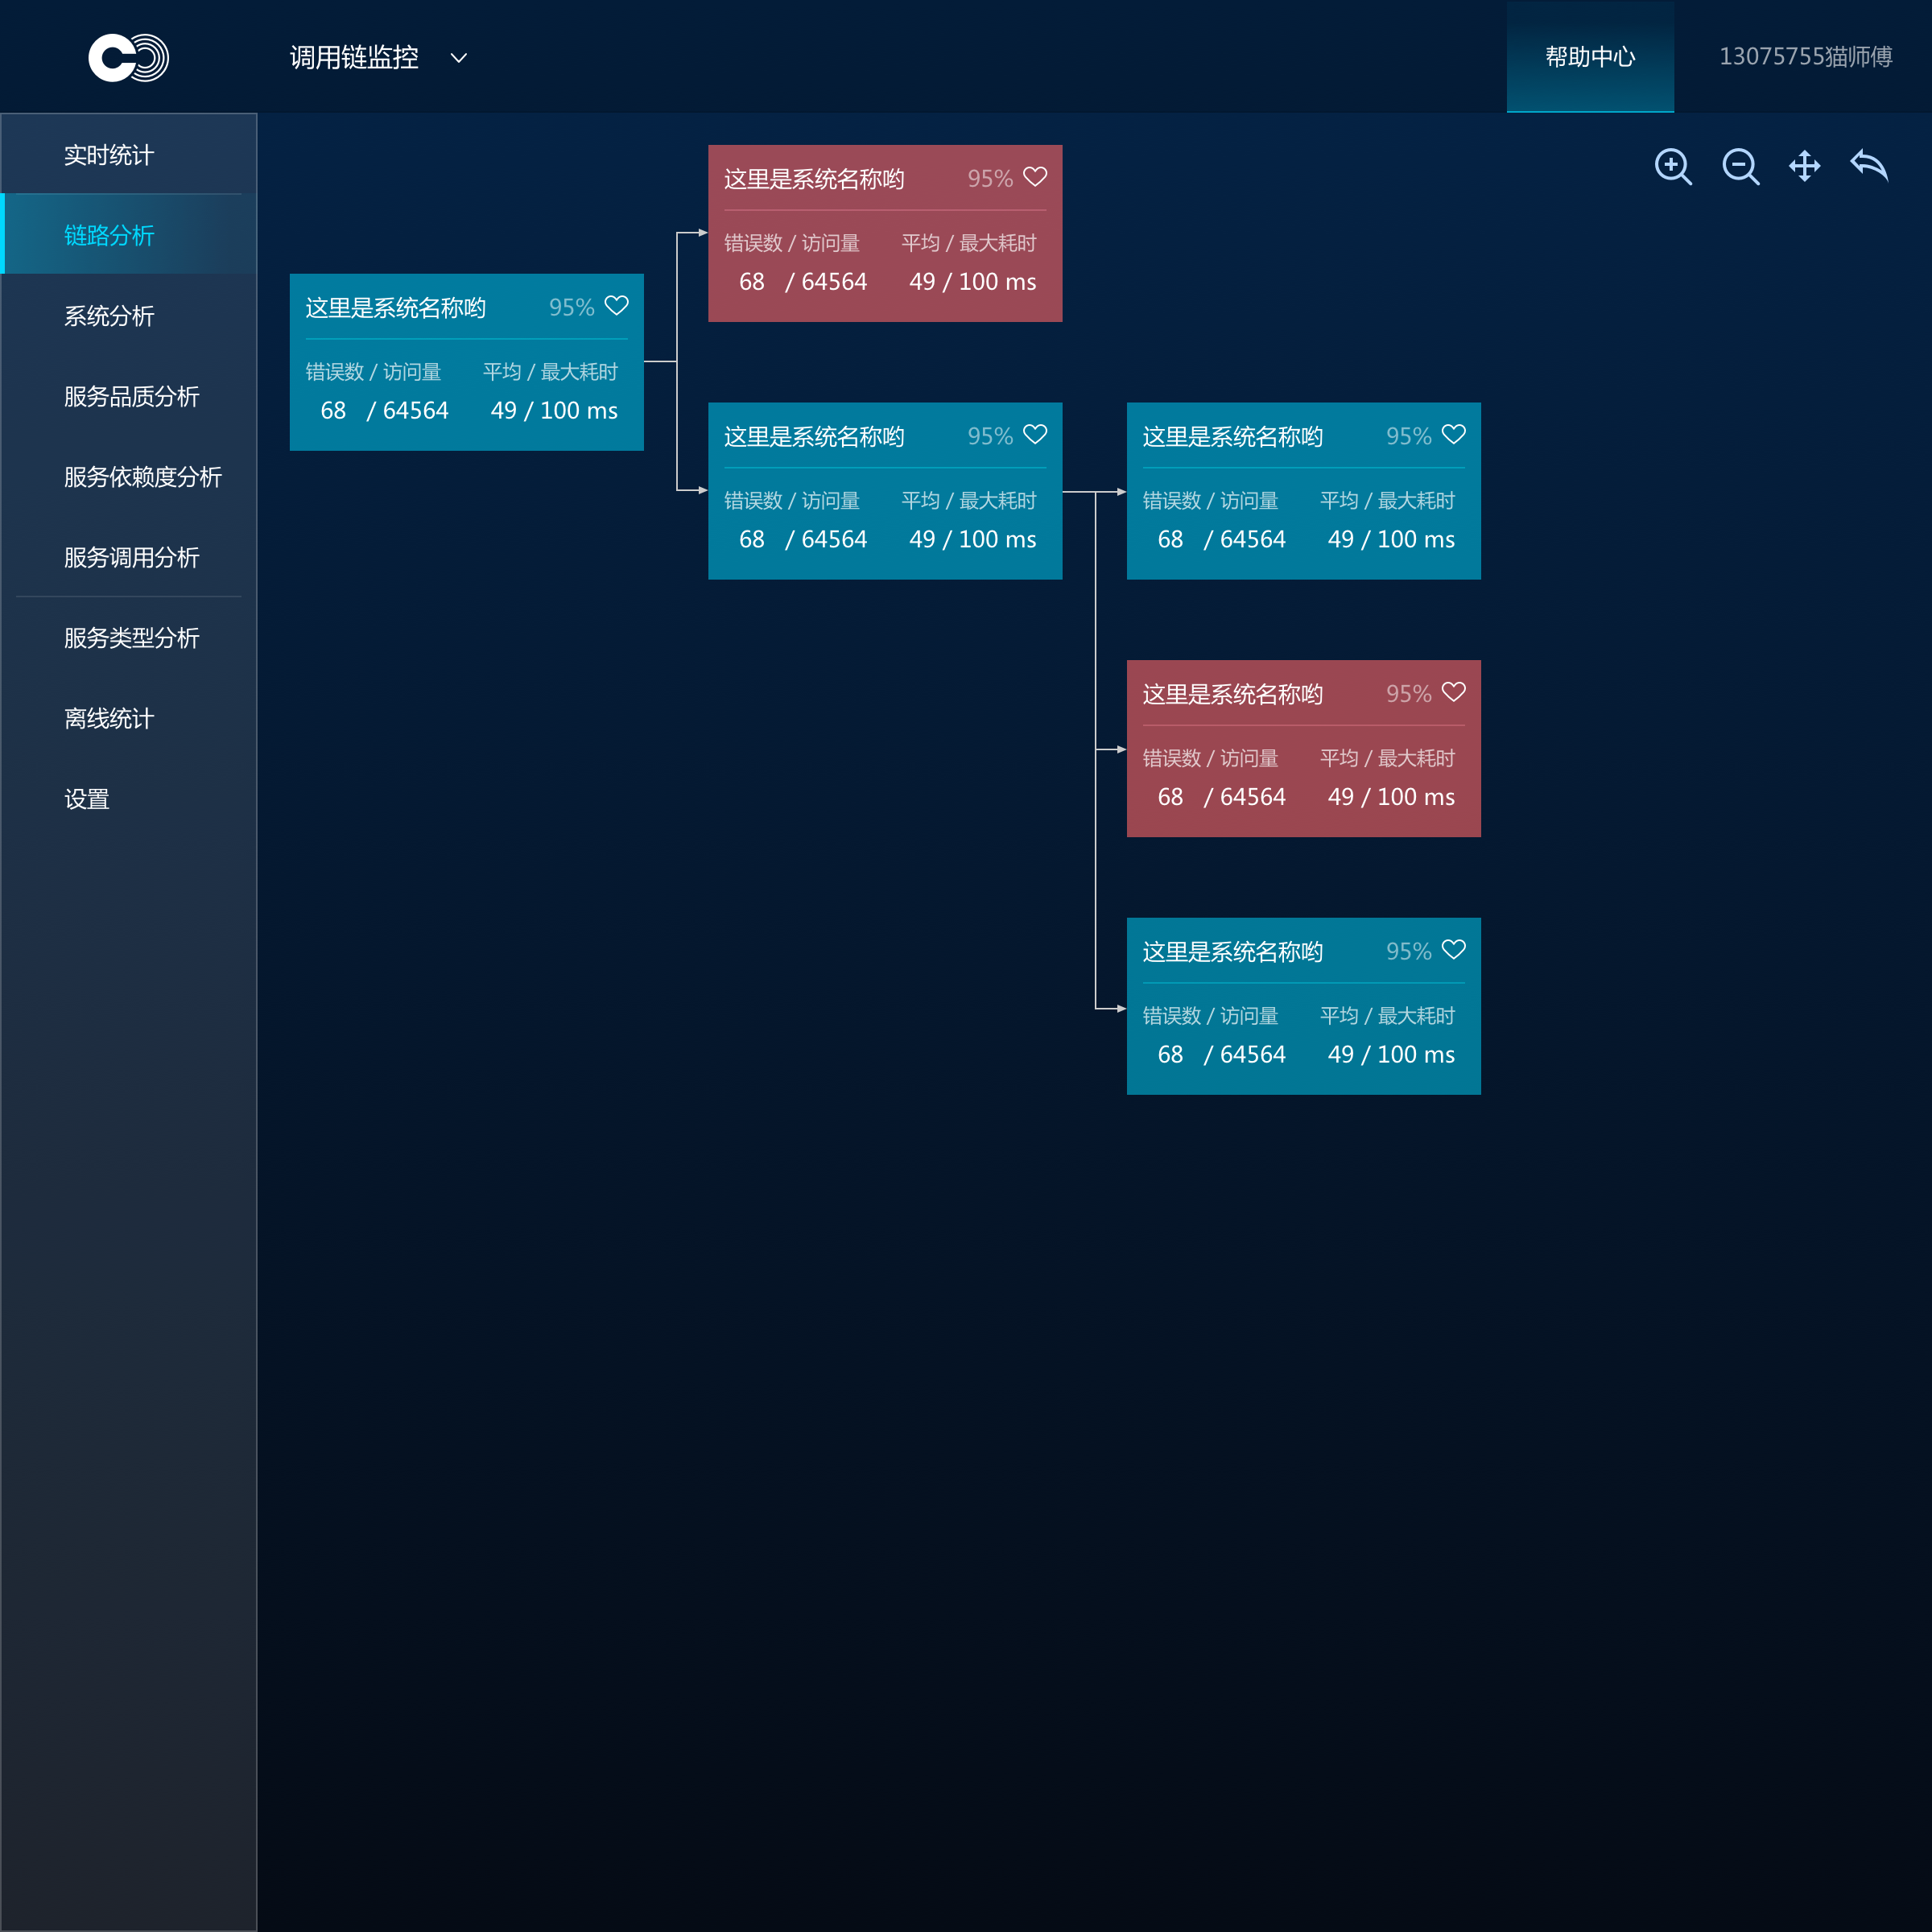 调用链监控
帮助中心
13075755猫师傅
实时统计
链路分析
系统分析
服务品质分析
服务依赖度分析
服务调用分析
服务类型分析
离线统计
设置
这里是系统名称哟 95%
错误数 / 访问量 平均 / 最大耗时
68 / 64564 49 / 100 ms
这里是系统名称哟 95%
错误数 / 访问量 平均 / 最大耗时
68 / 64564 49 / 100 ms
这里是系统名称哟 95%
错误数 / 访问量 平均 / 最大耗时
68 / 64564 49 / 100 ms
这里是系统名称哟 95%
错误数 / 访问量 平均 / 最大耗时
68 / 64564 49 / 100 ms
这里是系统名称哟 95%
错误数 / 访问量 平均 / 最大耗时
68 / 64564 49 / 100 ms
这里是系统名称哟 95%
错误数 / 访问量 平均 / 最大耗时
68 / 64564 49 / 100 ms